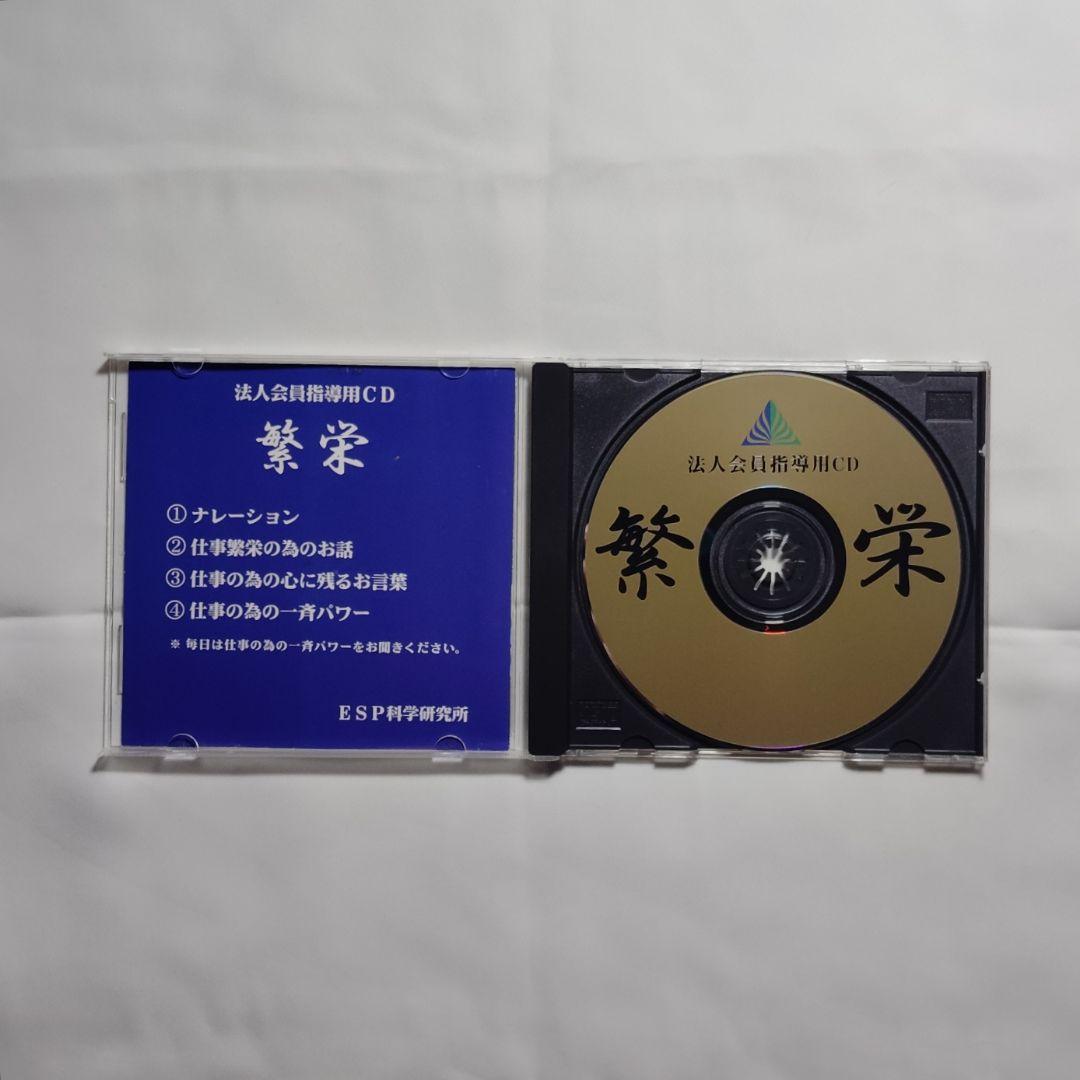 法人会員指導用CD
繁栄
① ナレーション
② 仕事繁栄の為のお話
③ 仕事の為の心に残るお言葉
④ 仕事の為の一斉パワー
※ 毎日は仕事の為の一斉パワーをお聞きください。
ESP科学研究所
法人会員指導用CD
繁栄